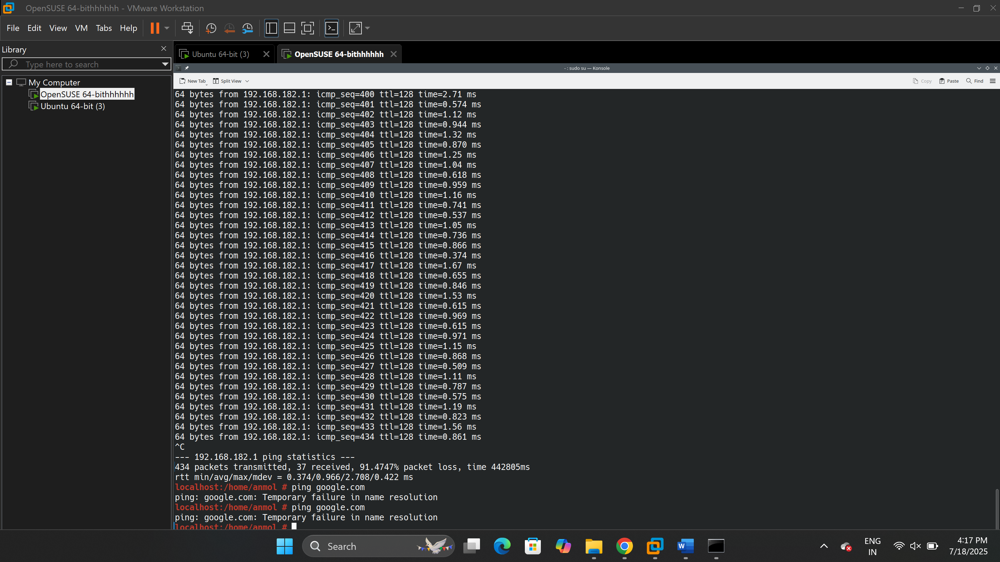 OpenSUSE 64-bithhhhhh - VMware Workstation
File Edit View VM Tabs Help
Library
Type here to search
My Computer
OpenSUSE 64-bithhhhhh
Ubuntu 64-bit (3)
Ubuntu 64-bit (3) OpenSUSE 64-bithhhhhh
- : sudo su — Konsole
New Tab Split View Copy Paste Find
64 bytes from 192.168.182.1: icmp_seq=400 ttl=128 time=2.71 ms
64 bytes from 192.168.182.1: icmp_seq=401 ttl=128 time=0.574 ms
64 bytes from 192.168.182.1: icmp_seq=402 ttl=128 time=1.12 ms
64 bytes from 192.168.182.1: icmp_seq=403 ttl=128 time=0.944 ms
64 bytes from 192.168.182.1: icmp_seq=404 ttl=128 time=1.32 ms
64 bytes from 192.168.182.1: icmp_seq=405 ttl=128 time=0.870 ms
64 bytes from 192.168.182.1: icmp_seq=406 ttl=128 time=1.25 ms
64 bytes from 192.168.182.1: icmp_seq=407 ttl=128 time=1.04 ms
64 bytes from 192.168.182.1: icmp_seq=408 ttl=128 time=0.618 ms
64 bytes from 192.168.182.1: icmp_seq=409 ttl=128 time=0.959 ms
64 bytes from 192.168.182.1: icmp_seq=410 ttl=128 time=1.16 ms
64 bytes from 192.168.182.1: icmp_seq=411 ttl=128 time=0.741 ms
64 bytes from 192.168.182.1: icmp_seq=412 ttl=128 time=0.537 ms
64 bytes from 192.168.182.1: icmp_seq=413 ttl=128 time=1.05 ms
64 bytes from 192.168.182.1: icmp_seq=414 ttl=128 time=0.736 ms
64 bytes from 192.168.182.1: icmp_seq=415 ttl=128 time=0.866 ms
64 bytes from 192.168.182.1: icmp_seq=416 ttl=128 time=0.374 ms
64 bytes from 192.168.182.1: icmp_seq=417 ttl=128 time=1.67 ms
64 bytes from 192.168.182.1: icmp_seq=418 ttl=128 time=0.655 ms
64 bytes from 192.168.182.1: icmp_seq=419 ttl=128 time=0.846 ms
64 bytes from 192.168.182.1: icmp_seq=420 ttl=128 time=1.53 ms
64 bytes from 192.168.182.1: icmp_seq=421 ttl=128 time=0.615 ms
64 bytes from 192.168.182.1: icmp_seq=422 ttl=128 time=0.969 ms
64 bytes from 192.168.182.1: icmp_seq=423 ttl=128 time=0.615 ms
64 bytes from 192.168.182.1: icmp_seq=424 ttl=128 time=0.971 ms
64 bytes from 192.168.182.1: icmp_seq=425 ttl=128 time=1.15 ms
64 bytes from 192.168.182.1: icmp_seq=426 ttl=128 time=0.868 ms
64 bytes from 192.168.182.1: icmp_seq=427 ttl=128 time=0.509 ms
64 bytes from 192.168.182.1: icmp_seq=428 ttl=128 time=1.11 ms
64 bytes from 192.168.182.1: icmp_seq=429 ttl=128 time=0.787 ms
64 bytes from 192.168.182.1: icmp_seq=430 ttl=128 time=0.575 ms
64 bytes from 192.168.182.1: icmp_seq=431 ttl=128 time=1.19 ms
64 bytes from 192.168.182.1: icmp_seq=432 ttl=128 time=0.823 ms
64 bytes from 192.168.182.1: icmp_seq=433 ttl=128 time=1.56 ms
64 bytes from 192.168.182.1: icmp_seq=434 ttl=128 time=0.861 ms
^C
--- 192.168.182.1 ping statistics ---
434 packets transmitted, 37 received, 91.4747% packet loss, time 442805ms
rtt min/avg/max/mdev = 0.374/0.966/2.708/0.422 ms
localhost:/home/anmol # ping google.com
ping: google.com: Temporary failure in name resolution
localhost:/home/anmol # ping google.com
ping: google.com: Temporary failure in name resolution
localhost:/home/anmol #
Search
W
ENG
IN
4:17 PM
7/18/2025